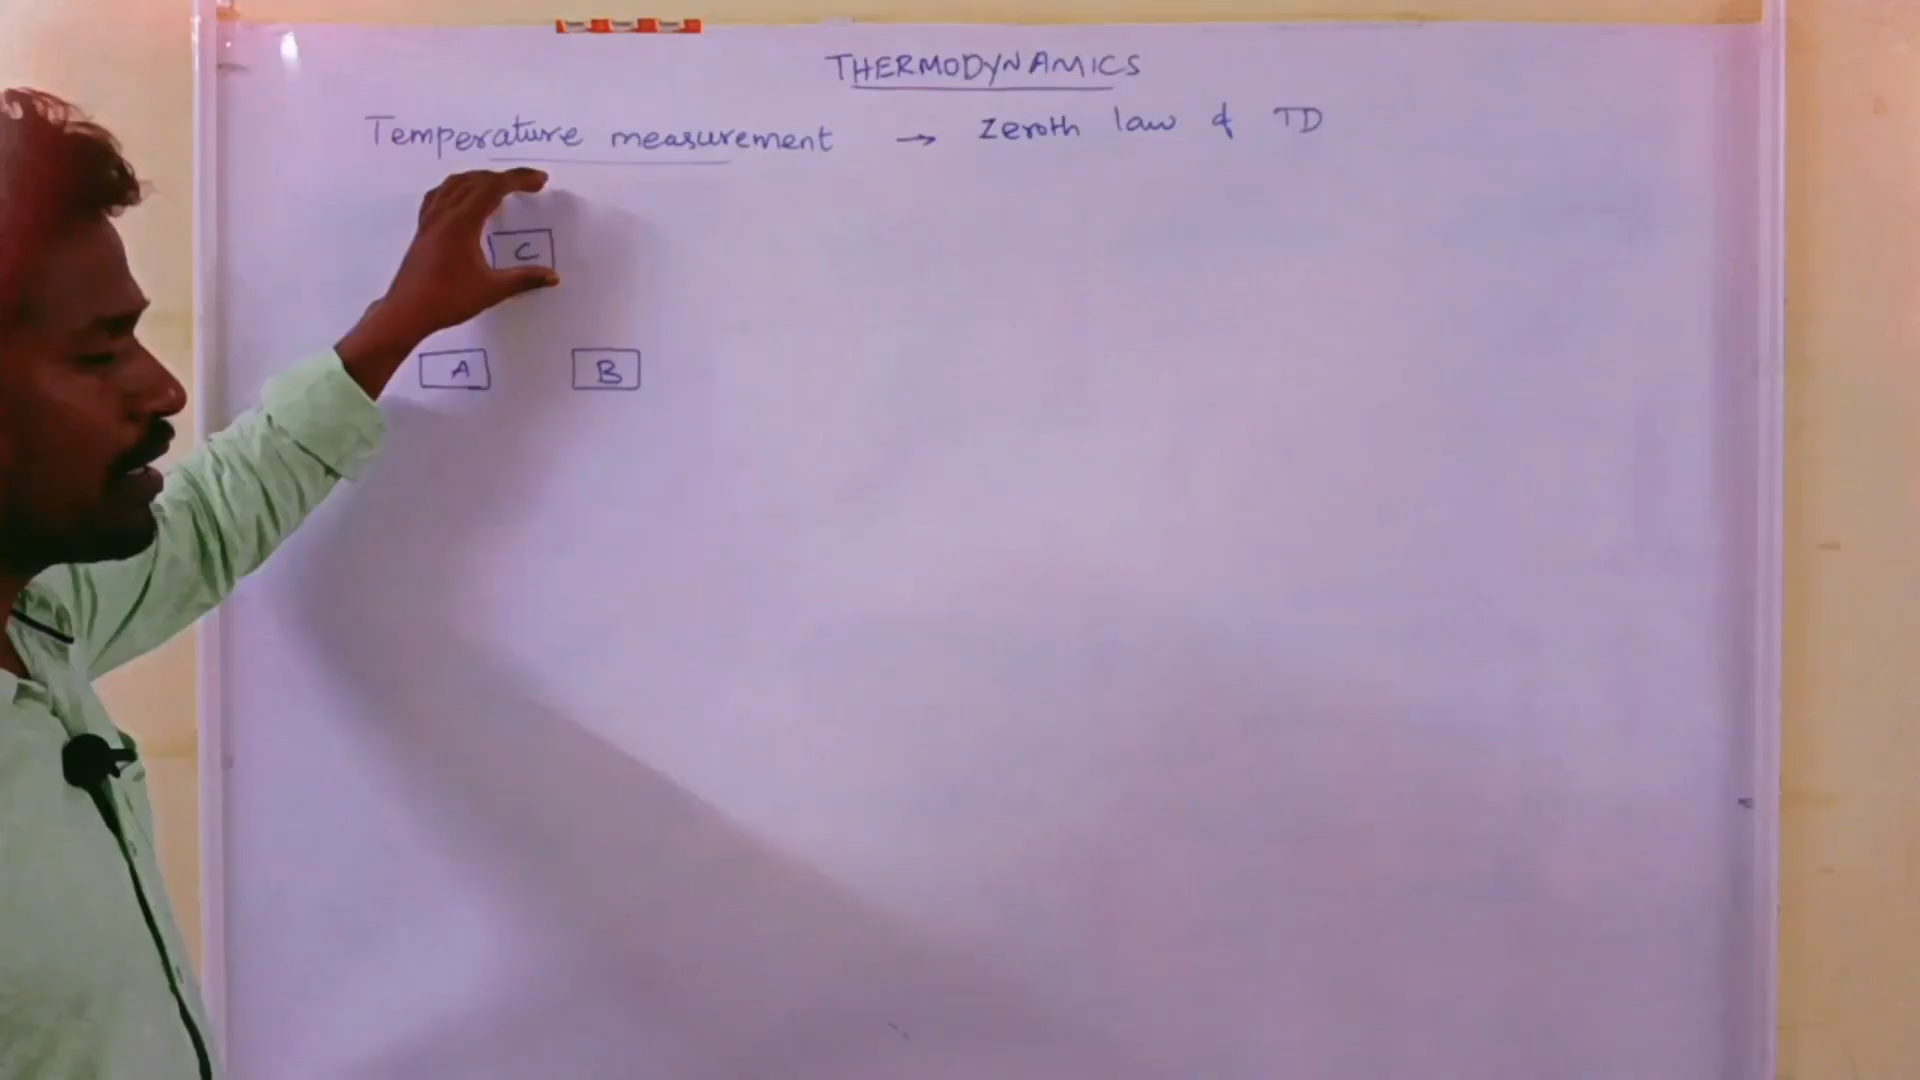 THERMODYNAMICS
Temperature measurement → Zeroth law of TD
C
A B